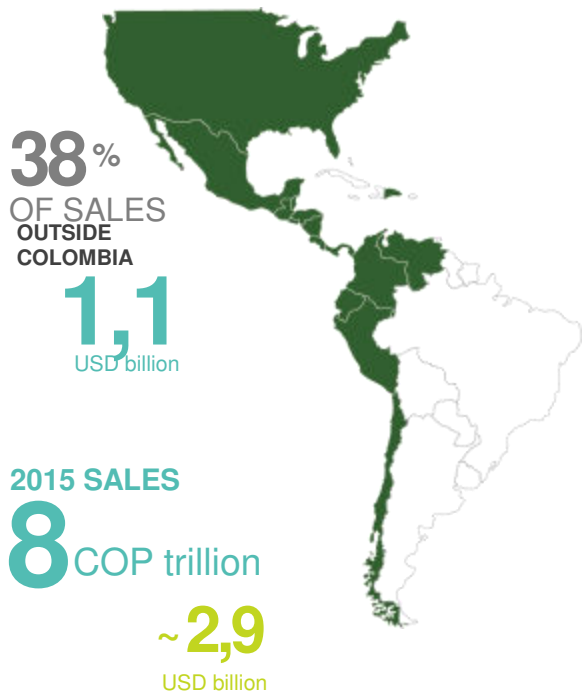 38%
OF SALES
OUTSIDE
COLOMBIA
1,1
USD billion
2015 SALES
8 COP trillion
~2,9
USD billion